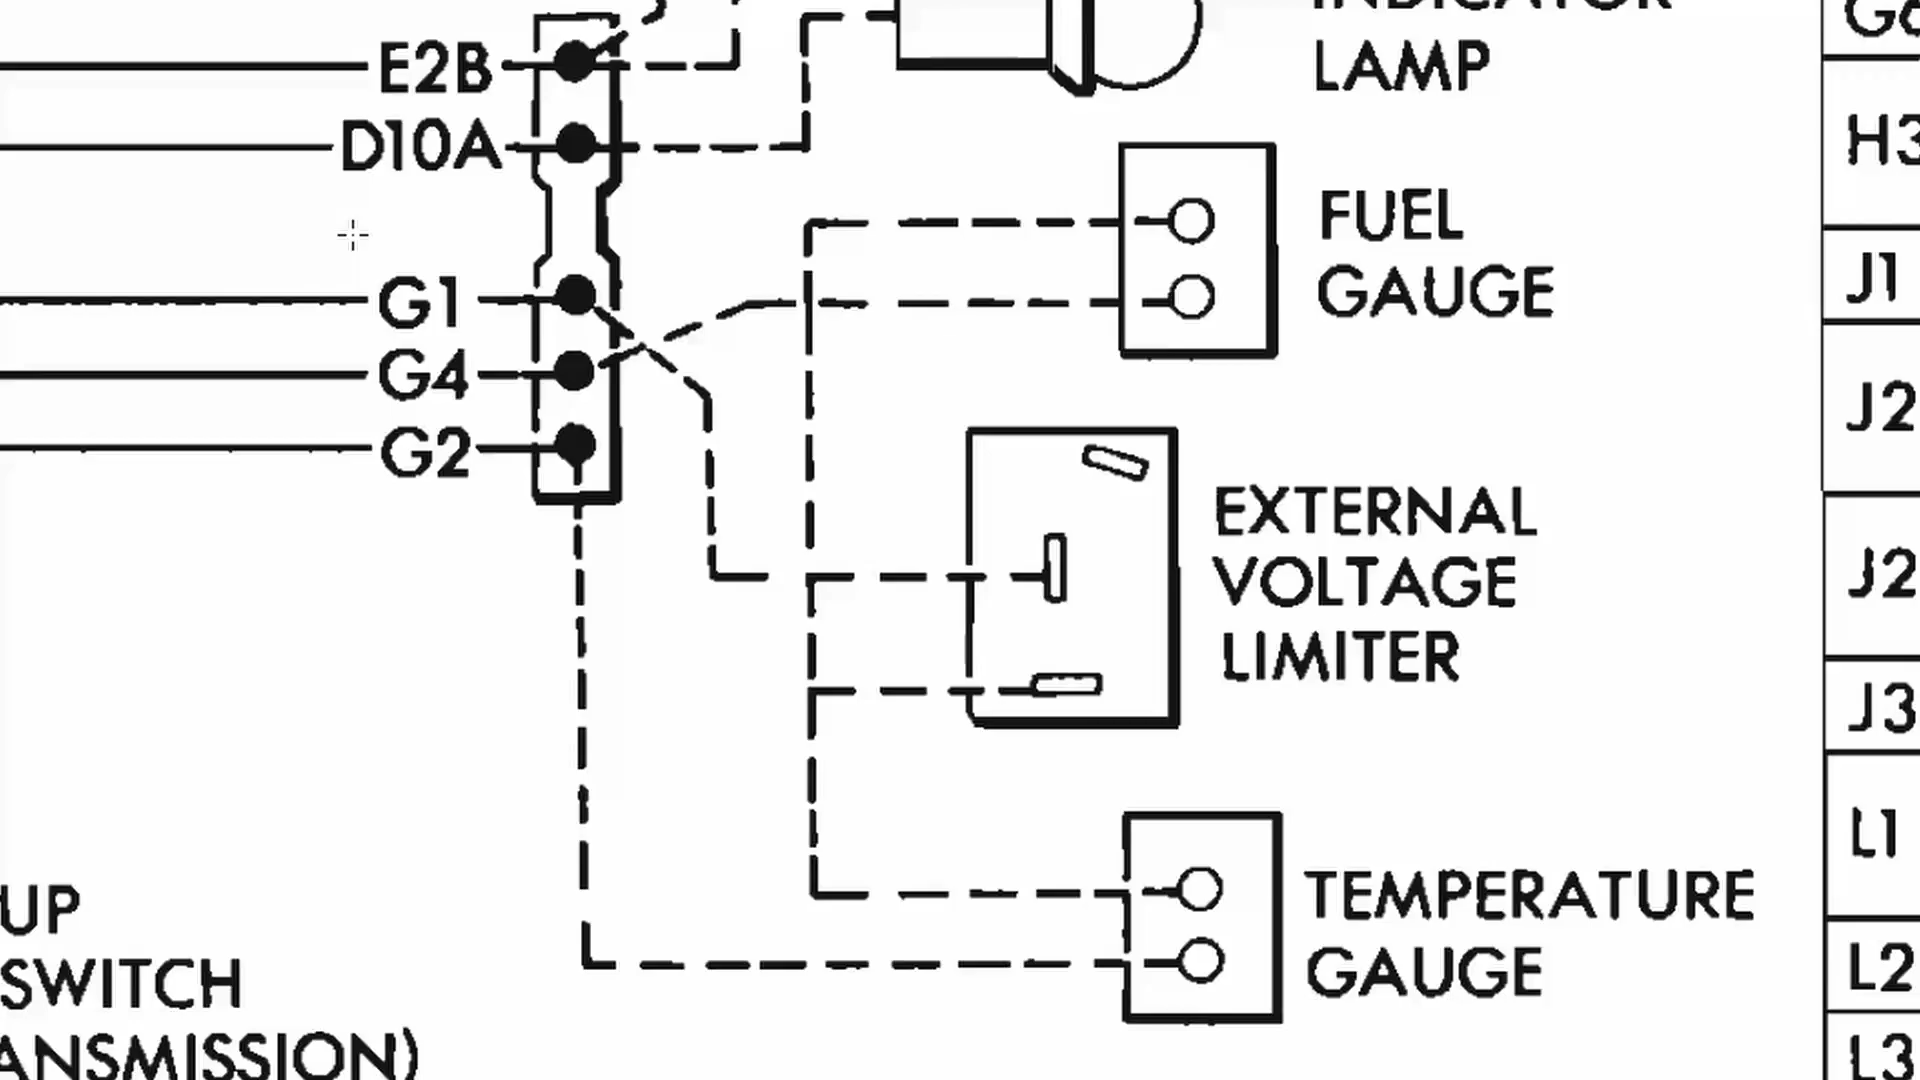 INDICATOR
LAMP
E2B
D10A
G1
G4
G2
FUEL
GAUGE
EXTERNAL
VOLTAGE
LIMITER
TEMPERATURE
GAUGE
UP
SWITCH
ANSMISSION)
H3
J1
J2
J2
J3
L1
L2
L3